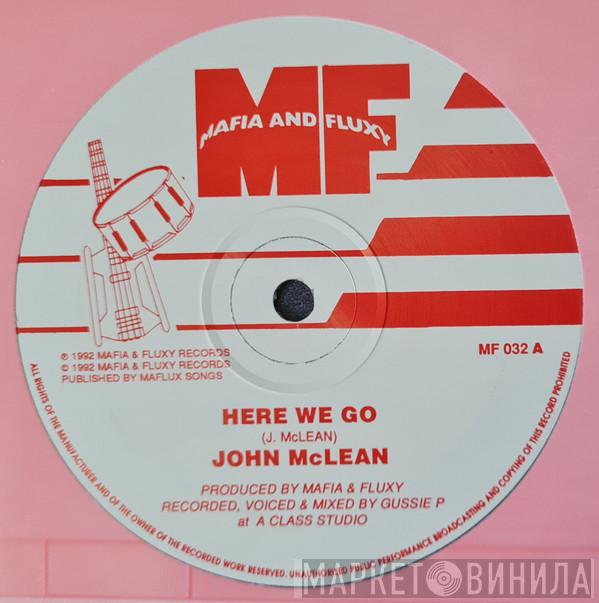 MF
MAFIA AND FLUXY
℗ 1992 MAFIA & FLUXY RECORDS
© 1992 MAFIA & FLUXY RECORDS
PUBLISHED BY MAFLUX SONGS
MF 032 A
HERE WE GO
(J. McLEAN)
JOHN McLEAN
PRODUCED BY MAFIA & FLUXY
RECORDED, VOICED & MIXED BY GUSSIE P
at A CLASS STUDIO
ALL RIGHTS OF THE MANUFACTURER AND OF THE OWNER OF THE RECORDED WORK RESERVED. UNAUTHORISED PUBLIC PERFORMANCE BROADCASTING AND COPYING OF THIS RECORD PROHIBITED
МАРКЕТ ВИНИЛА